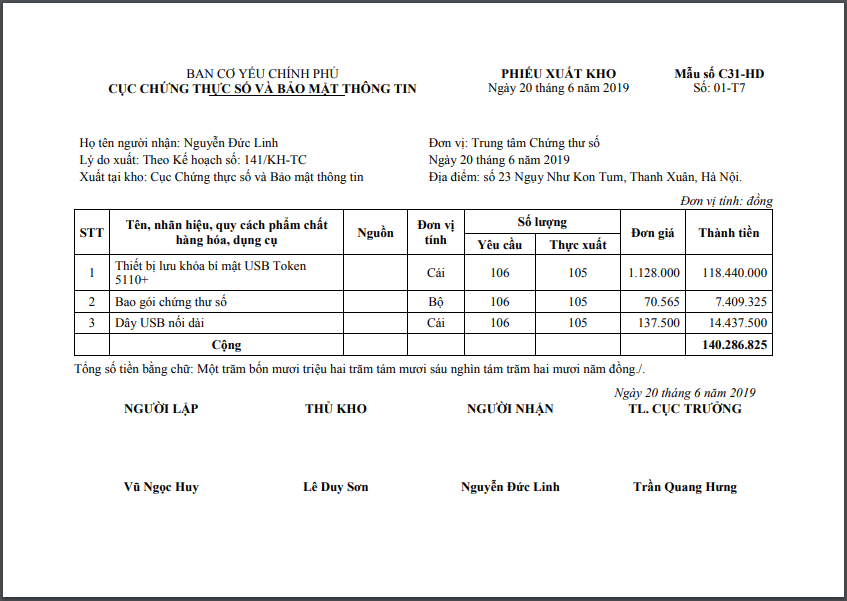 BAN CƠ YẾU CHÍNH PHỦ
CỤC CHỨNG THỰC SỐ VÀ BẢO MẬT THÔNG TIN
PHIẾU XUẤT KHO
Ngày 20 tháng 6 năm 2019
Mẫu số C31-HD
Số: 01-T7
Họ tên người nhận: Nguyễn Đức Linh
Đơn vị: Trung tâm Chứng thư số
Lý do xuất: Theo Kế hoạch số: 141/KH-TC
Ngày 20 tháng 6 năm 2019
Xuất tại kho: Cục Chứng thực số và Bảo mật thông tin
Địa điểm: số 23 Ngụy Như Kon Tum, Thanh Xuân, Hà Nội.
Đơn vị tính: đồng
STT Tên, nhãn hiệu, quy cách phẩm chất hàng hóa, dụng cụ Nguồn Đơn vị tính Số lượng Đơn giá Thành tiền
Yêu cầu Thực xuất
1 Thiết bị lưu khóa bí mật USB Token 5110+ Cái 106 105 1.128.000 118.440.000
2 Bao gói chứng thư số Bộ 106 105 70.565 7.409.325
3 Dây USB nối dài Cái 106 105 137.500 14.437.500
Cộng 140.286.825
Tổng số tiền bằng chữ: Một trăm bốn mươi triệu hai trăm tám mươi sáu nghìn tám trăm hai mươi năm đồng./.
Ngày 20 tháng 6 năm 2019
NGƯỜI LẬP THỦ KHO NGƯỜI NHẬN TL. CỤC TRƯỞNG
Vũ Ngọc Huy Lê Duy Sơn Nguyễn Đức Linh Trần Quang Hưng